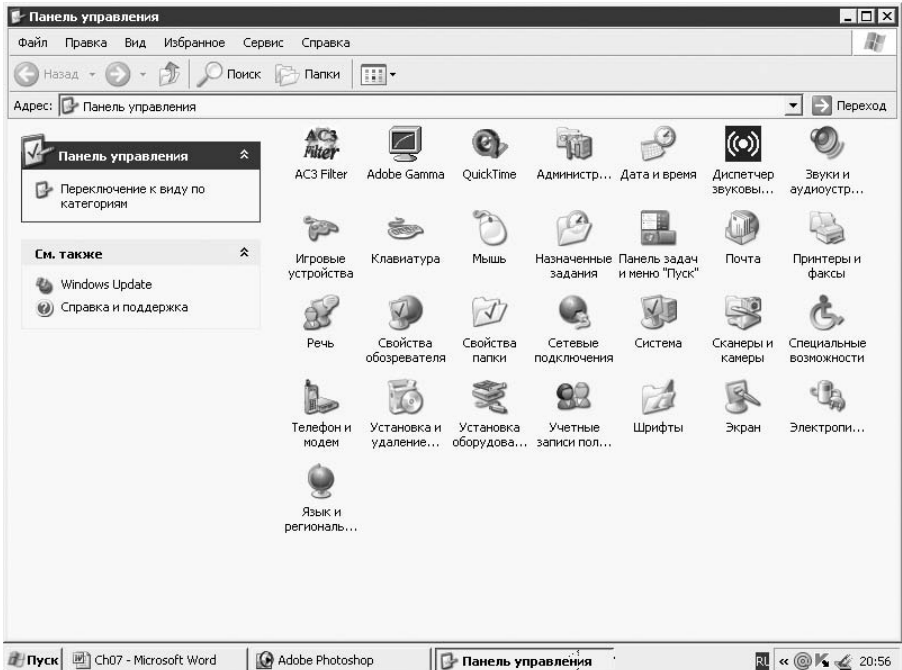 Панель управления
Файл Правка Вид Избранное Сервис Справка
Назад Поиск Папки
Адрес: Панель управления Переход
Панель управления
Переключение к виду по
категориям
См. также
Windows Update
Справка и поддержка
AC3 Filter
AC3 Filter Adobe Gamma QuickTime Администр... Дата и время Диспетчер Звуки и
звуковы... аудиоустр...
Игровые Клавиатура Мышь Назначенные Панель задач Почта Принтеры и
устройства задания и меню "Пуск" факсы
Речь Свойства Свойства Сетевые Система Сканеры и Специальные
обозревателя папки подключения камеры возможности
Телефон и Установка и Установка Учетные Шрифты Экран Электропи...
модем удаление... оборудова... записи пол...
Язык и
региональ...
Пуск Ch07 - Microsoft Word Adobe Photoshop Панель управления RU « 20:56